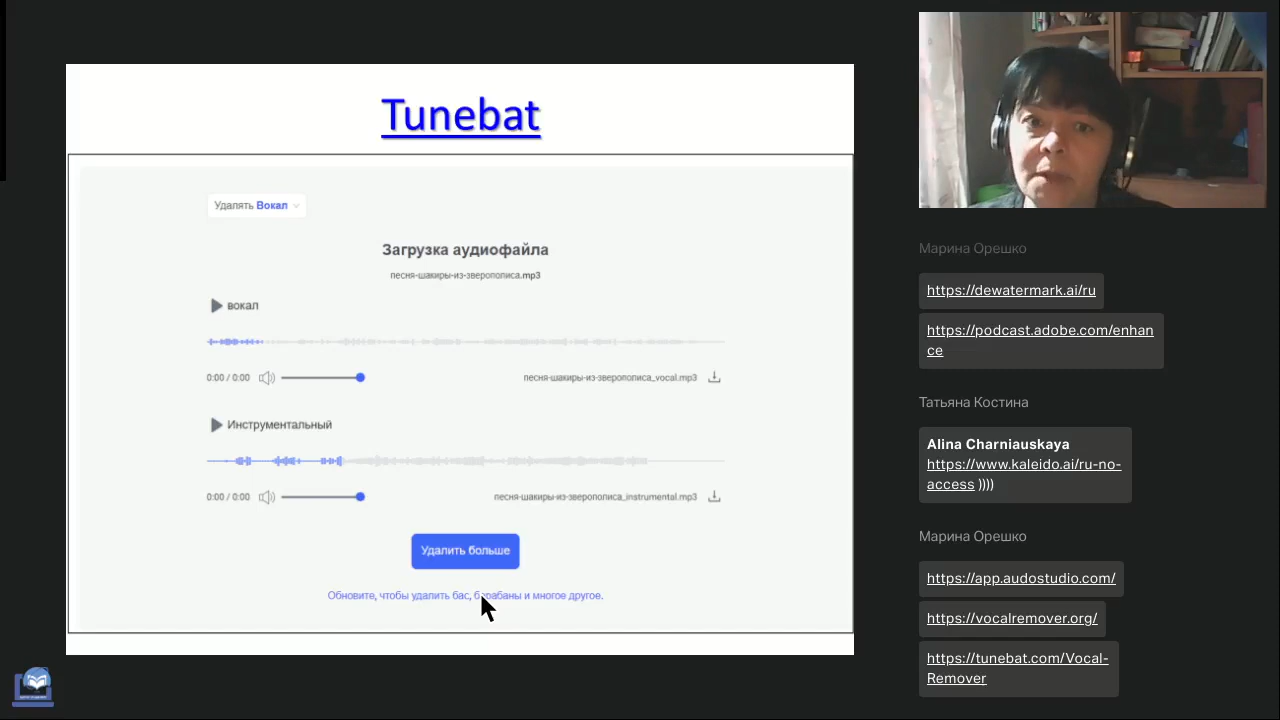 Tunebat
Удалять Вокал
Загрузка аудиофайла
песня-шакиры-из-зверополиса.mp3
вокал
0:00 / 0:00
песня-шакиры-из-зверополиса_vocal.mp3
Инструментальный
0:00 / 0:00
песня-шакиры-из-зверополиса_instrumental.mp3
Удалить больше
Обновите, чтобы удалить бас, барабаны и многое другое.
Марина Орешко
https://dewatermark.ai/ru
https://podcast.adobe.com/enhan
ce
Татьяна Костина
Alina Charniauskaya
https://www.kaleido.ai/ru-no-
access ))))
Марина Орешко
https://app.audostudio.com/
https://vocalremover.org/
https://tunebat.com/Vocal-
Remover